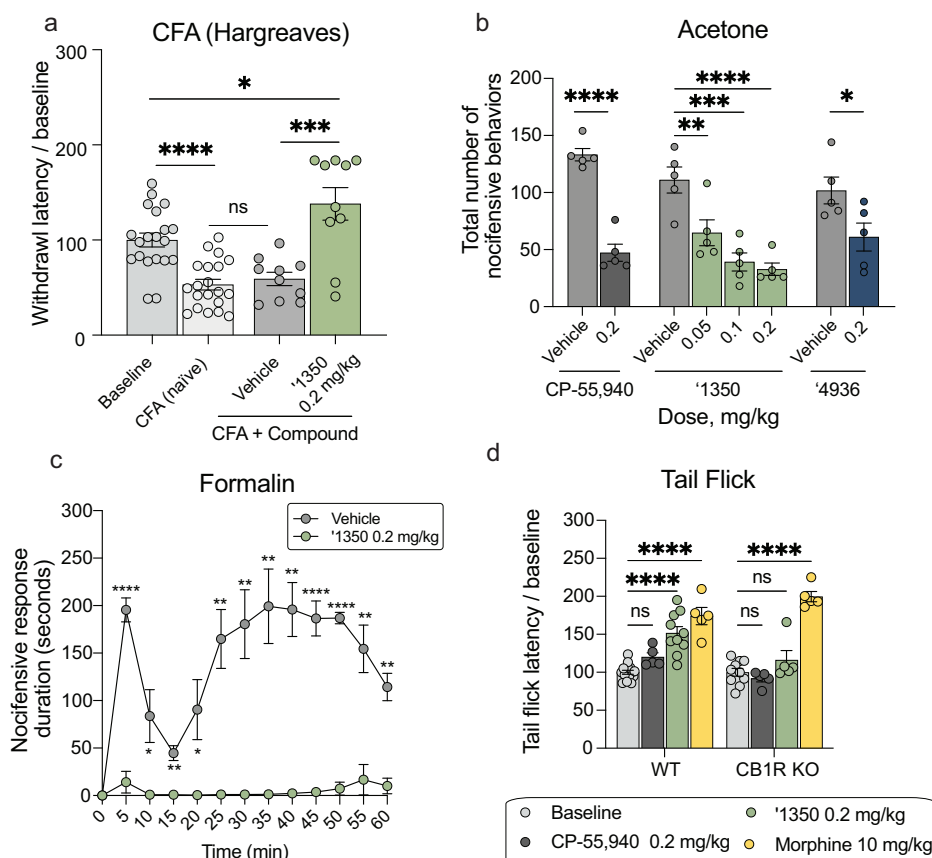 a
CFA (Hargreaves)
Withdrawl latency / baseline
300
200
100
0
*
****
***
ns
Baseline
CFA (naïve)
Vehicle
'1350
0.2 mg/kg
CFA + Compound
b
Acetone
Total number of
nocifensive behaviors
200
150
100
50
0
****
****
***
**
*
Vehicle
0.2
Vehicle
0.05
0.1
0.2
Vehicle
0.2
CP-55,940
'1350
'4936
Dose, mg/kg
c
Formalin
Nocifensive response
duration (seconds)
300
250
200
150
100
50
0
Vehicle
'1350 0.2 mg/kg
****
*
**
*
**
**
**
**
****
****
**
**
0
5
10
15
20
25
30
35
40
45
50
55
60
Time (min)
d
Tail Flick
Tail flick latency / baseline
300
250
200
150
100
50
0
****
****
ns
****
ns
ns
WT
CB1R KO
Baseline
CP-55,940 0.2 mg/kg
'1350 0.2 mg/kg
Morphine 10 mg/kg